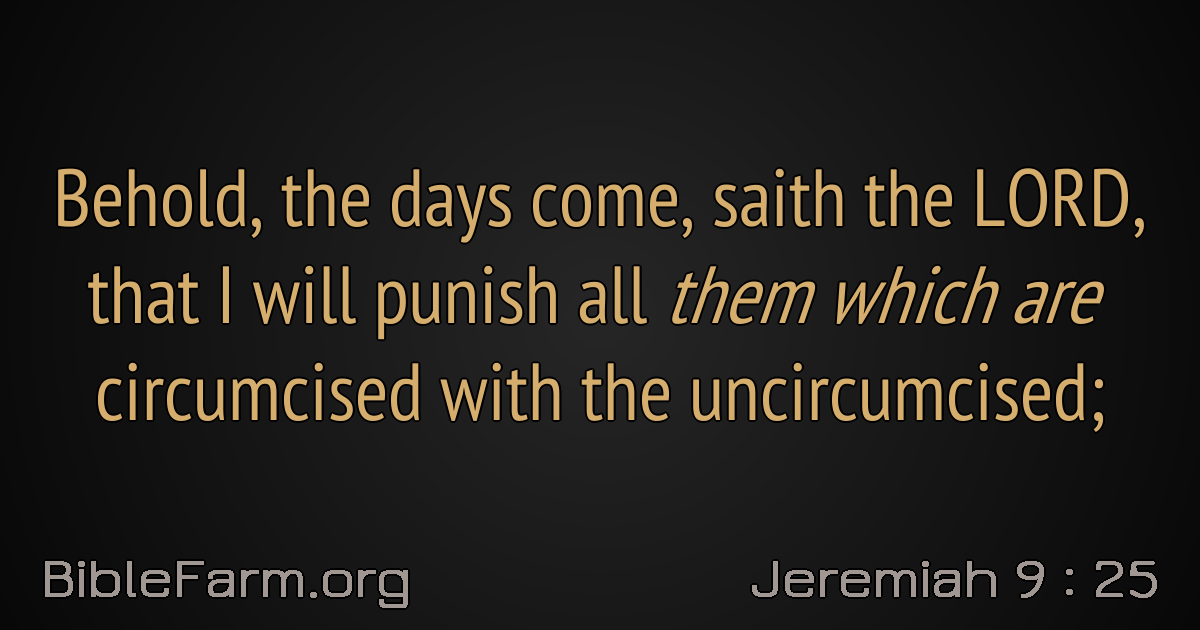 Behold, the days come, saith the LORD,
that I will punish all them which are
circumcised with the uncircumcised;
BibleFarm.org
Jeremiah 9 : 25